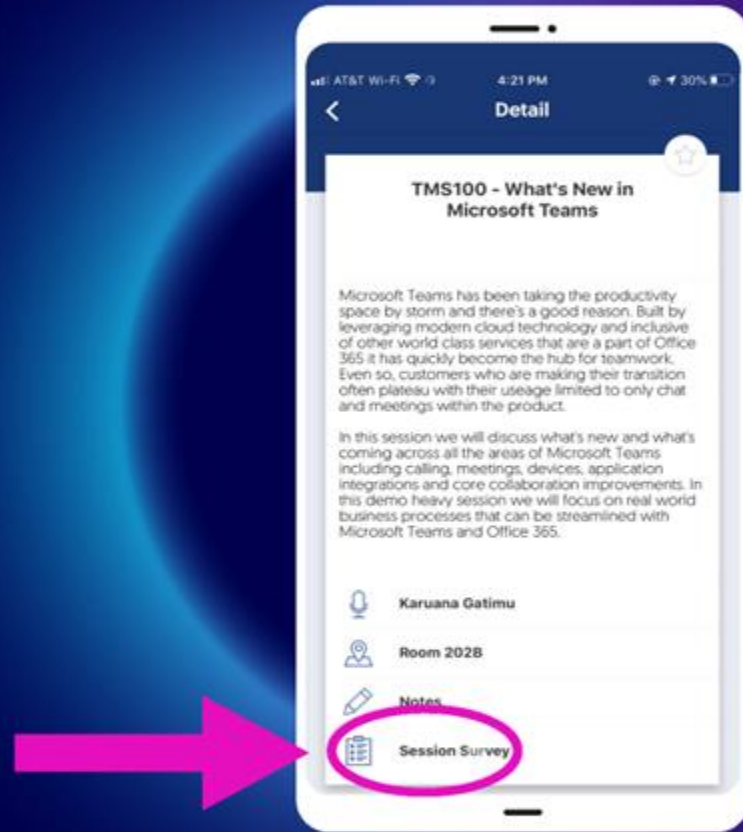 AT&T Wi-Fi 4:21 PM 30%
Detail
TMS100 - What's New in
Microsoft Teams
Microsoft Teams has been taking the productivity
space by storm and there's a good reason. Built by
leveraging modern cloud technology and inclusive
of other world class services that are a part of Office
365 it has quickly become the hub for teamwork.
Even so, customers who are making their transition
often plateau with their useage limited to only chat
and meetings within the product.
In this session we will discuss what's new and what's
coming across all the areas of Microsoft Teams
including calling, meetings, devices, application
integrations and core collaboration improvements. In
this demo heavy session we will focus on real world
business processes that can be streamlined with
Microsoft Teams and Office 365.
Karuana Gatimu
Room 202B
Notes
Session Survey